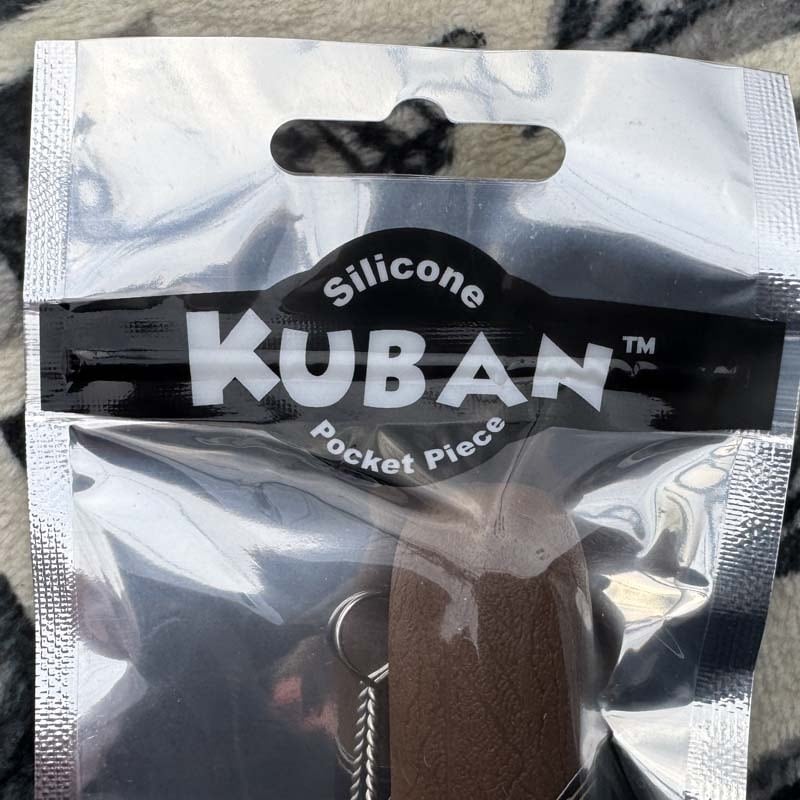 Silicone
KUBAN™
Pocket Piece